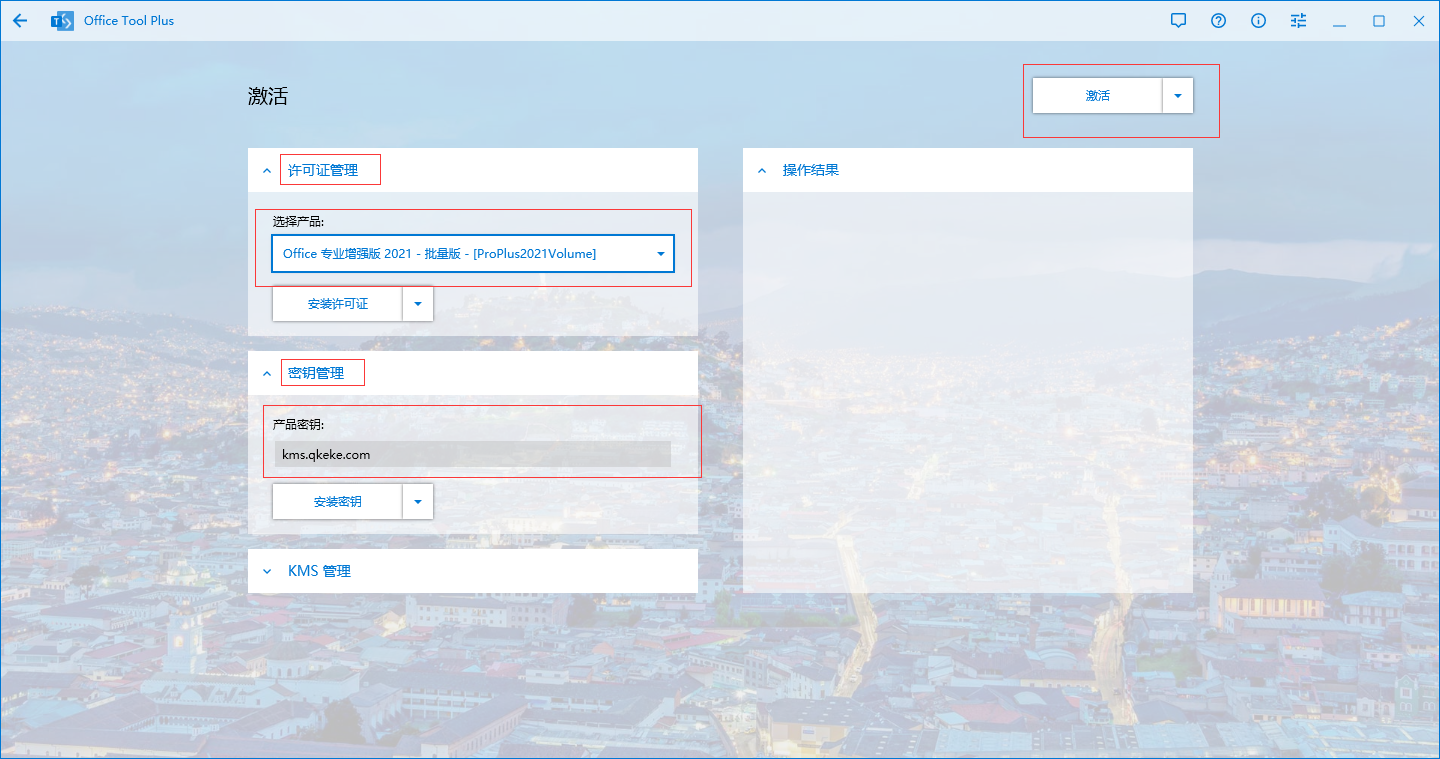 Office Tool Plus
激活
激活
许可证管理
选择产品:
Office 专业增强版 2021 - 批量版 - [ProPlus2021Volume]
安装许可证
密钥管理
产品密钥:
kms.qkeke.com
安装密钥
KMS 管理
操作结果